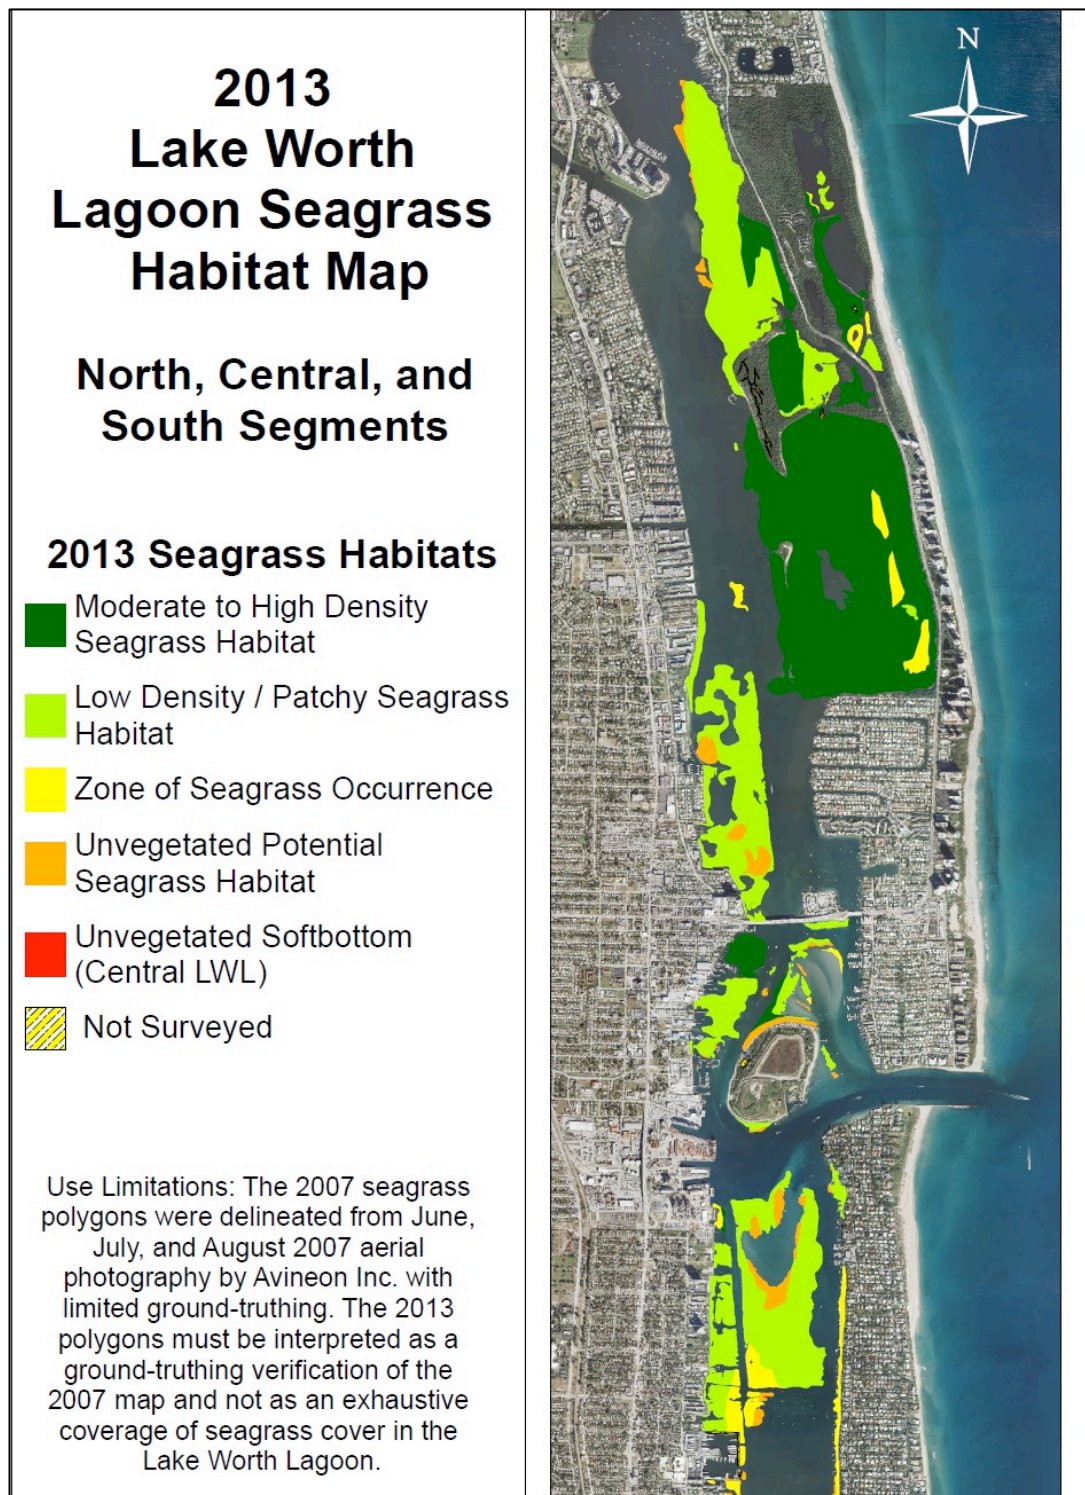 2013
Lake Worth
Lagoon Seagrass
Habitat Map
North, Central, and
South Segments
2013 Seagrass Habitats
Moderate to High Density
Seagrass Habitat
Low Density / Patchy Seagrass
Habitat
Zone of Seagrass Occurrence
Unvegetated Potential
Seagrass Habitat
Unvegetated Softbottom
(Central LWL)
Not Surveyed
Use Limitations: The 2007 seagrass
polygons were delineated from June,
July, and August 2007 aerial
photography by Avineon Inc. with
limited ground-truthing. The 2013
polygons must be interpreted as a
ground-truthing verification of the
2007 map and not as an exhaustive
coverage of seagrass cover in the
Lake Worth Lagoon.
N